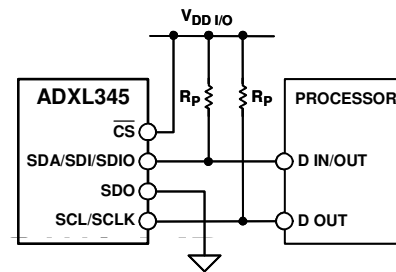 VDD I/O
ADXL345
RP
RP
PROCESSOR
CS
SDA/SDI/SDIO
D IN/OUT
SDO
SCL/SCLK
D OUT